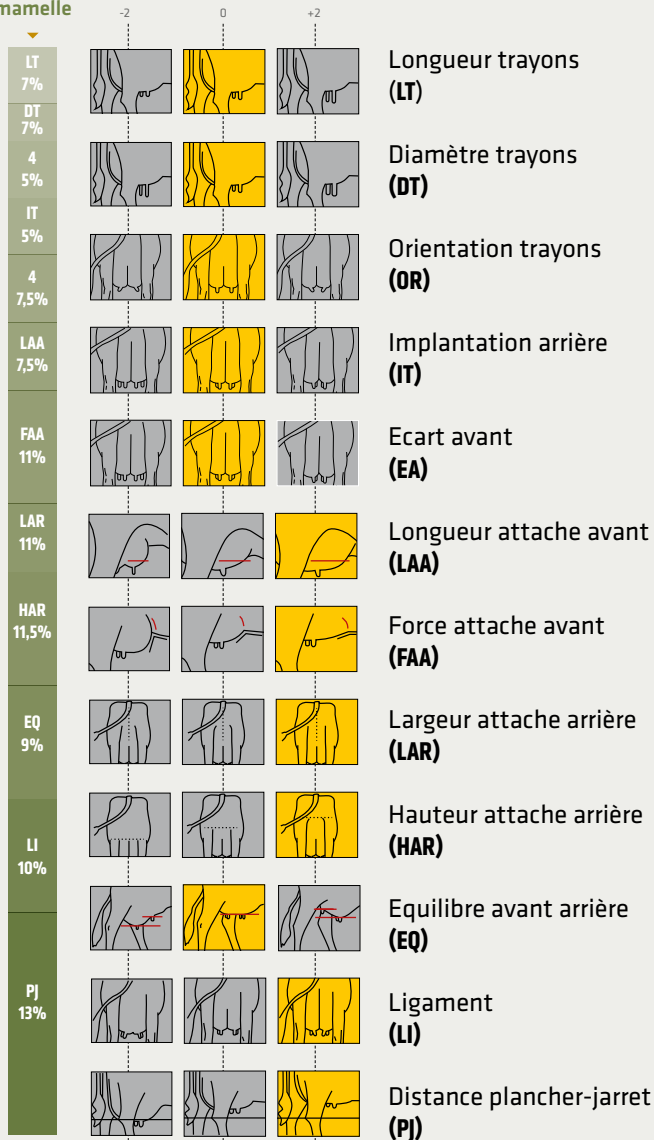 mamelle
-2 0 +2
LT
7%
DT
7%
4
5%
IT
5%
4
7,5%
LAA
7,5%
FAA
11%
LAR
11%
HAR
11,5%
EQ
9%
LI
10%
PJ
13%
Longueur trayons
(LT)
Diamètre trayons
(DT)
Orientation trayons
(OR)
Implantation arrière
(IT)
Ecart avant
(EA)
Longueur attache avant
(LAA)
Force attache avant
(FAA)
Largeur attache arrière
(LAR)
Hauteur attache arrière
(HAR)
Equilibre avant arrière
(EQ)
Ligament
(LI)
Distance plancher-jarret
(PJ)
-2 0 +2